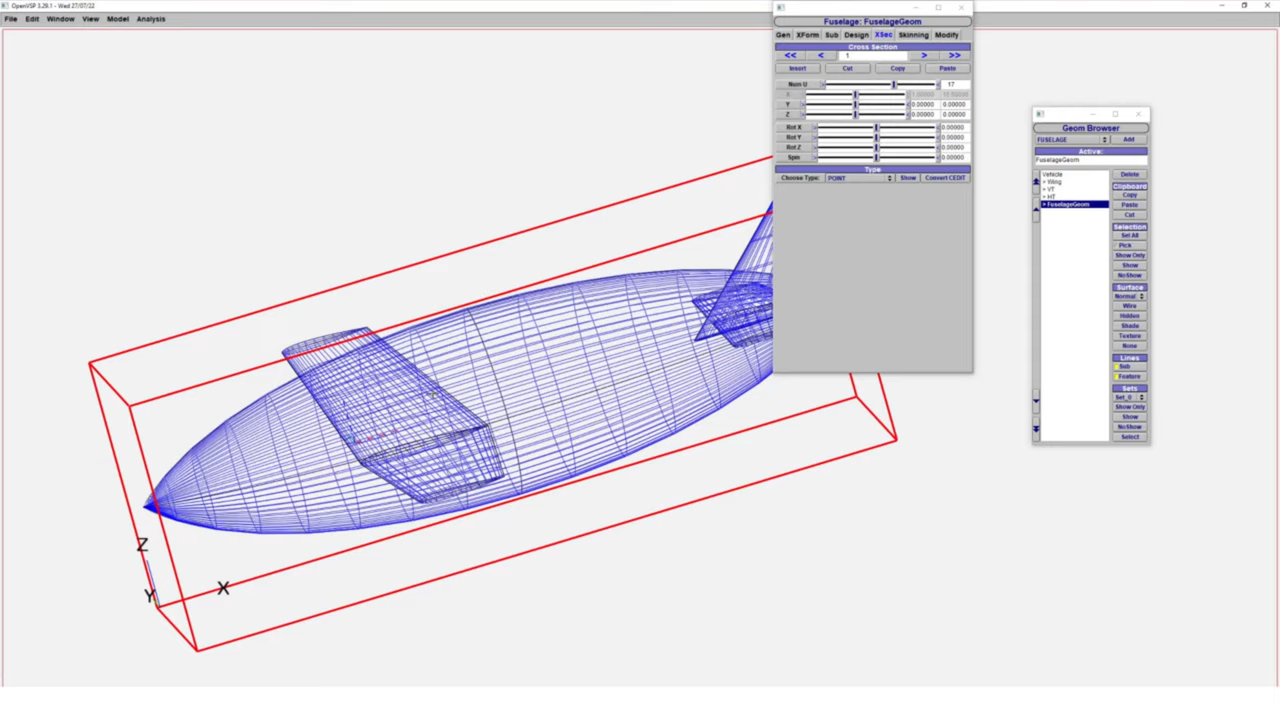 OpenVSP 3.28.1 - Wed 27/07/22
File Edit Window View Model Analysis
Fuselage: FuselageGeom
Gen XForm Sub Design XSec Skinning Modify
Cross Section
<< < 1 > >>
Insert Cut Copy Paste
Num U 17
X
Y 0.00000 0.00000
Z 0.00000 0.00000
Rot X 0.00000
Rot Y 0.00000
Rot Z 0.00000
Spin 0.00000
Type
Choose Type: POINT Show Convert CEDIT
Geom Browser
FUSELAGE Add
Active:
FuselageGeom
Vehicle
> Wing
> VT
> HT
> FuselageGeom
Delete
Clipboard
Copy
Paste
Cut
Selection
Sel All
Pick
Show Only
Show
NoShow
Surface
Normal
Wire
Hidden
Shade
Texture
None
Lines
Sub
Feature
Sets
Set_0
Show Only
Show
NoShow
Select
Z
Y X